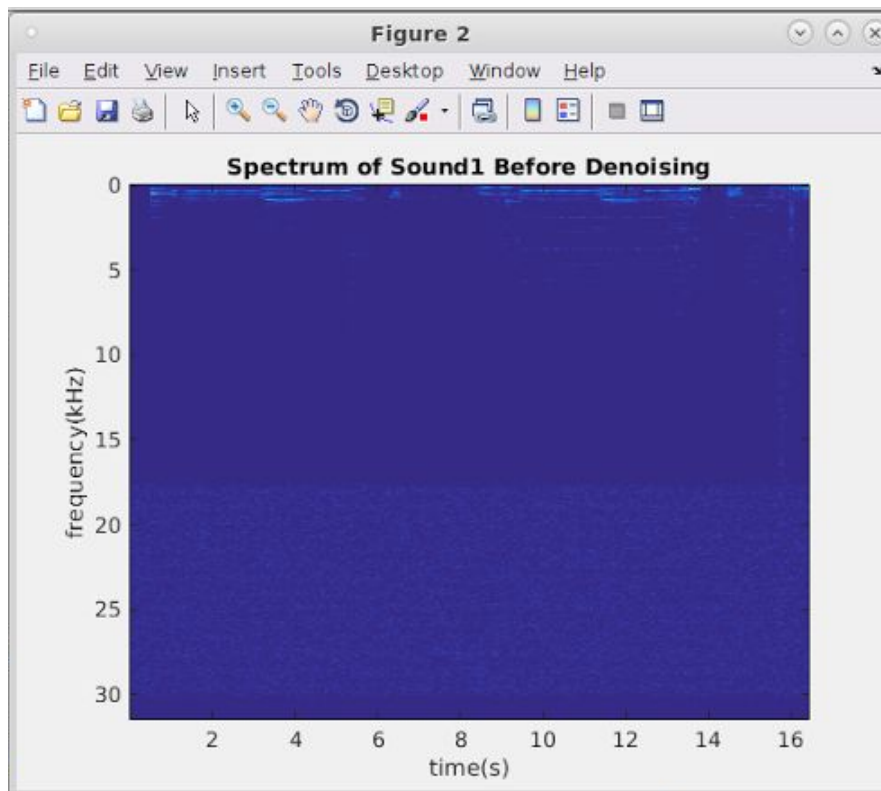 Figure 2
File Edit View Insert Tools Desktop Window Help
Spectrum of Sound1 Before Denoising
0
5
10
15
20
25
30
frequency(kHz)
2 4 6 8 10 12 14 16
time(s)